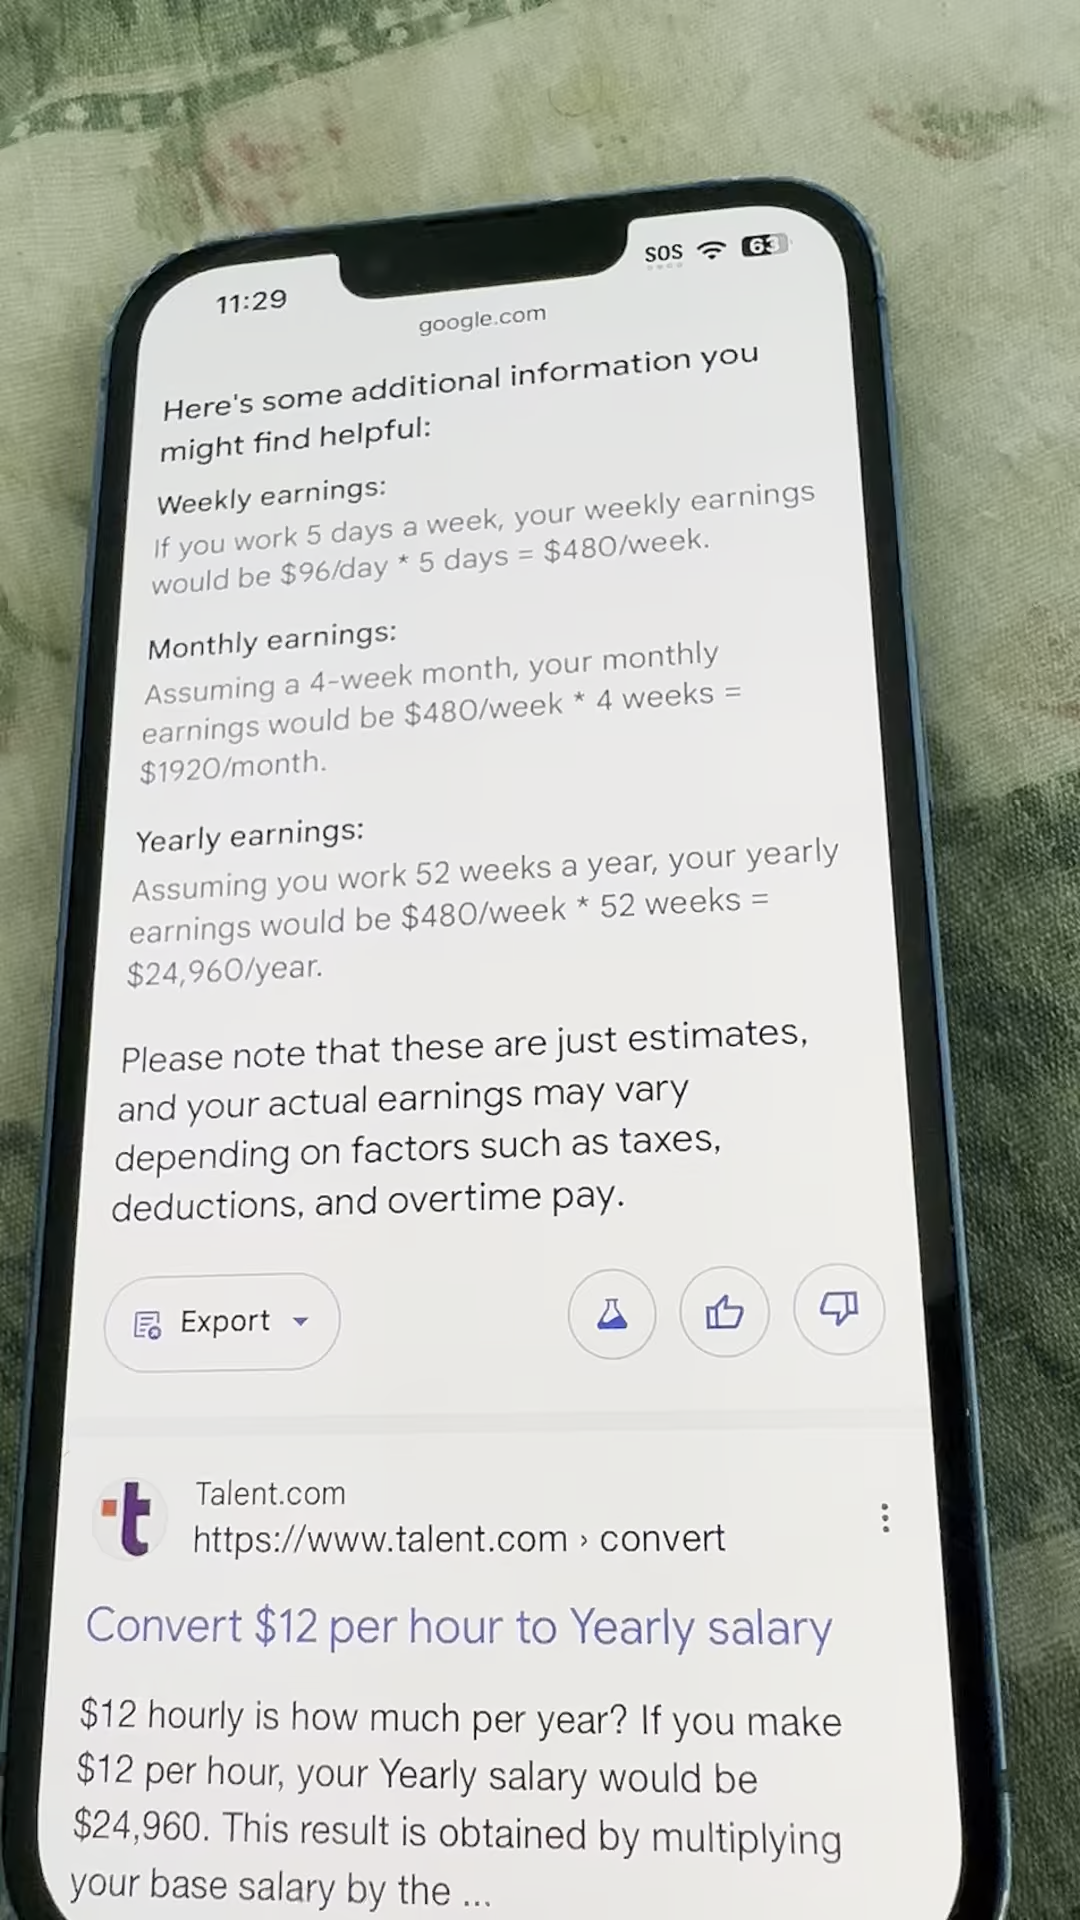 11:29
SOS
63
google.com
Here's some additional information you
might find helpful:
Weekly earnings:
If you work 5 days a week, your weekly earnings
would be $96/day * 5 days = $480/week.
Monthly earnings:
Assuming a 4-week month, your monthly
earnings would be $480/week * 4 weeks =
$1920/month.
Yearly earnings:
Assuming you work 52 weeks a year, your yearly
earnings would be $480/week * 52 weeks =
$24,960/year.
Please note that these are just estimates,
and your actual earnings may vary
depending on factors such as taxes,
deductions, and overtime pay.
Export
t
Talent.com
https://www.talent.com › convert
Convert $12 per hour to Yearly salary
$12 hourly is how much per year? If you make
$12 per hour, your Yearly salary would be
$24,960. This result is obtained by multiplying
your base salary by the ...